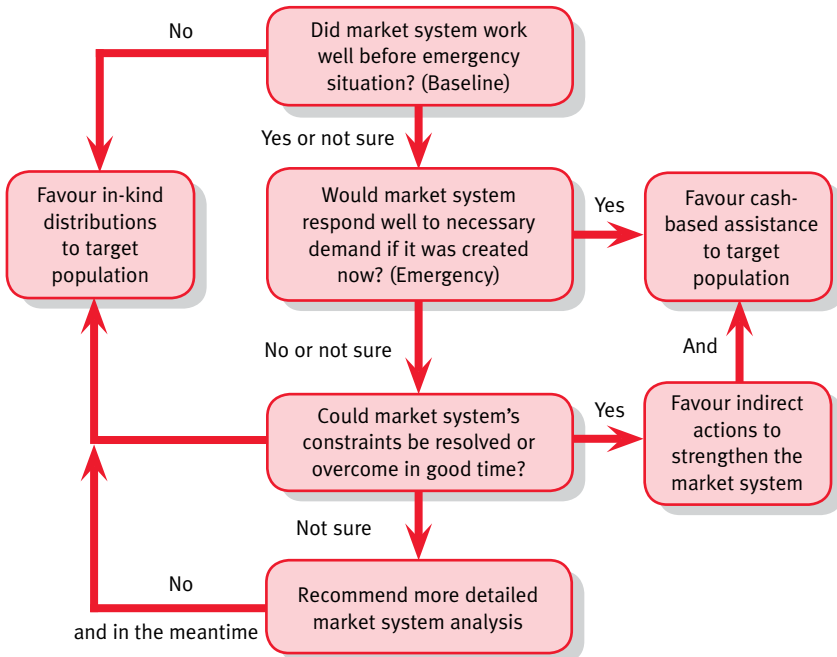 No
Did market system work
well before emergency
situation? (Baseline)
Yes or not sure
Favour in-kind
distributions
to target
population
Would market system
respond well to necessary
demand if it was created
now? (Emergency)
Yes
Favour cash-
based assistance
to target
population
No or not sure
And
Could market system's
constraints be resolved or
overcome in good time?
Yes
Favour indirect
actions to
strengthen the
market system
Not sure
No
and in the meantime
Recommend more detailed
market system analysis